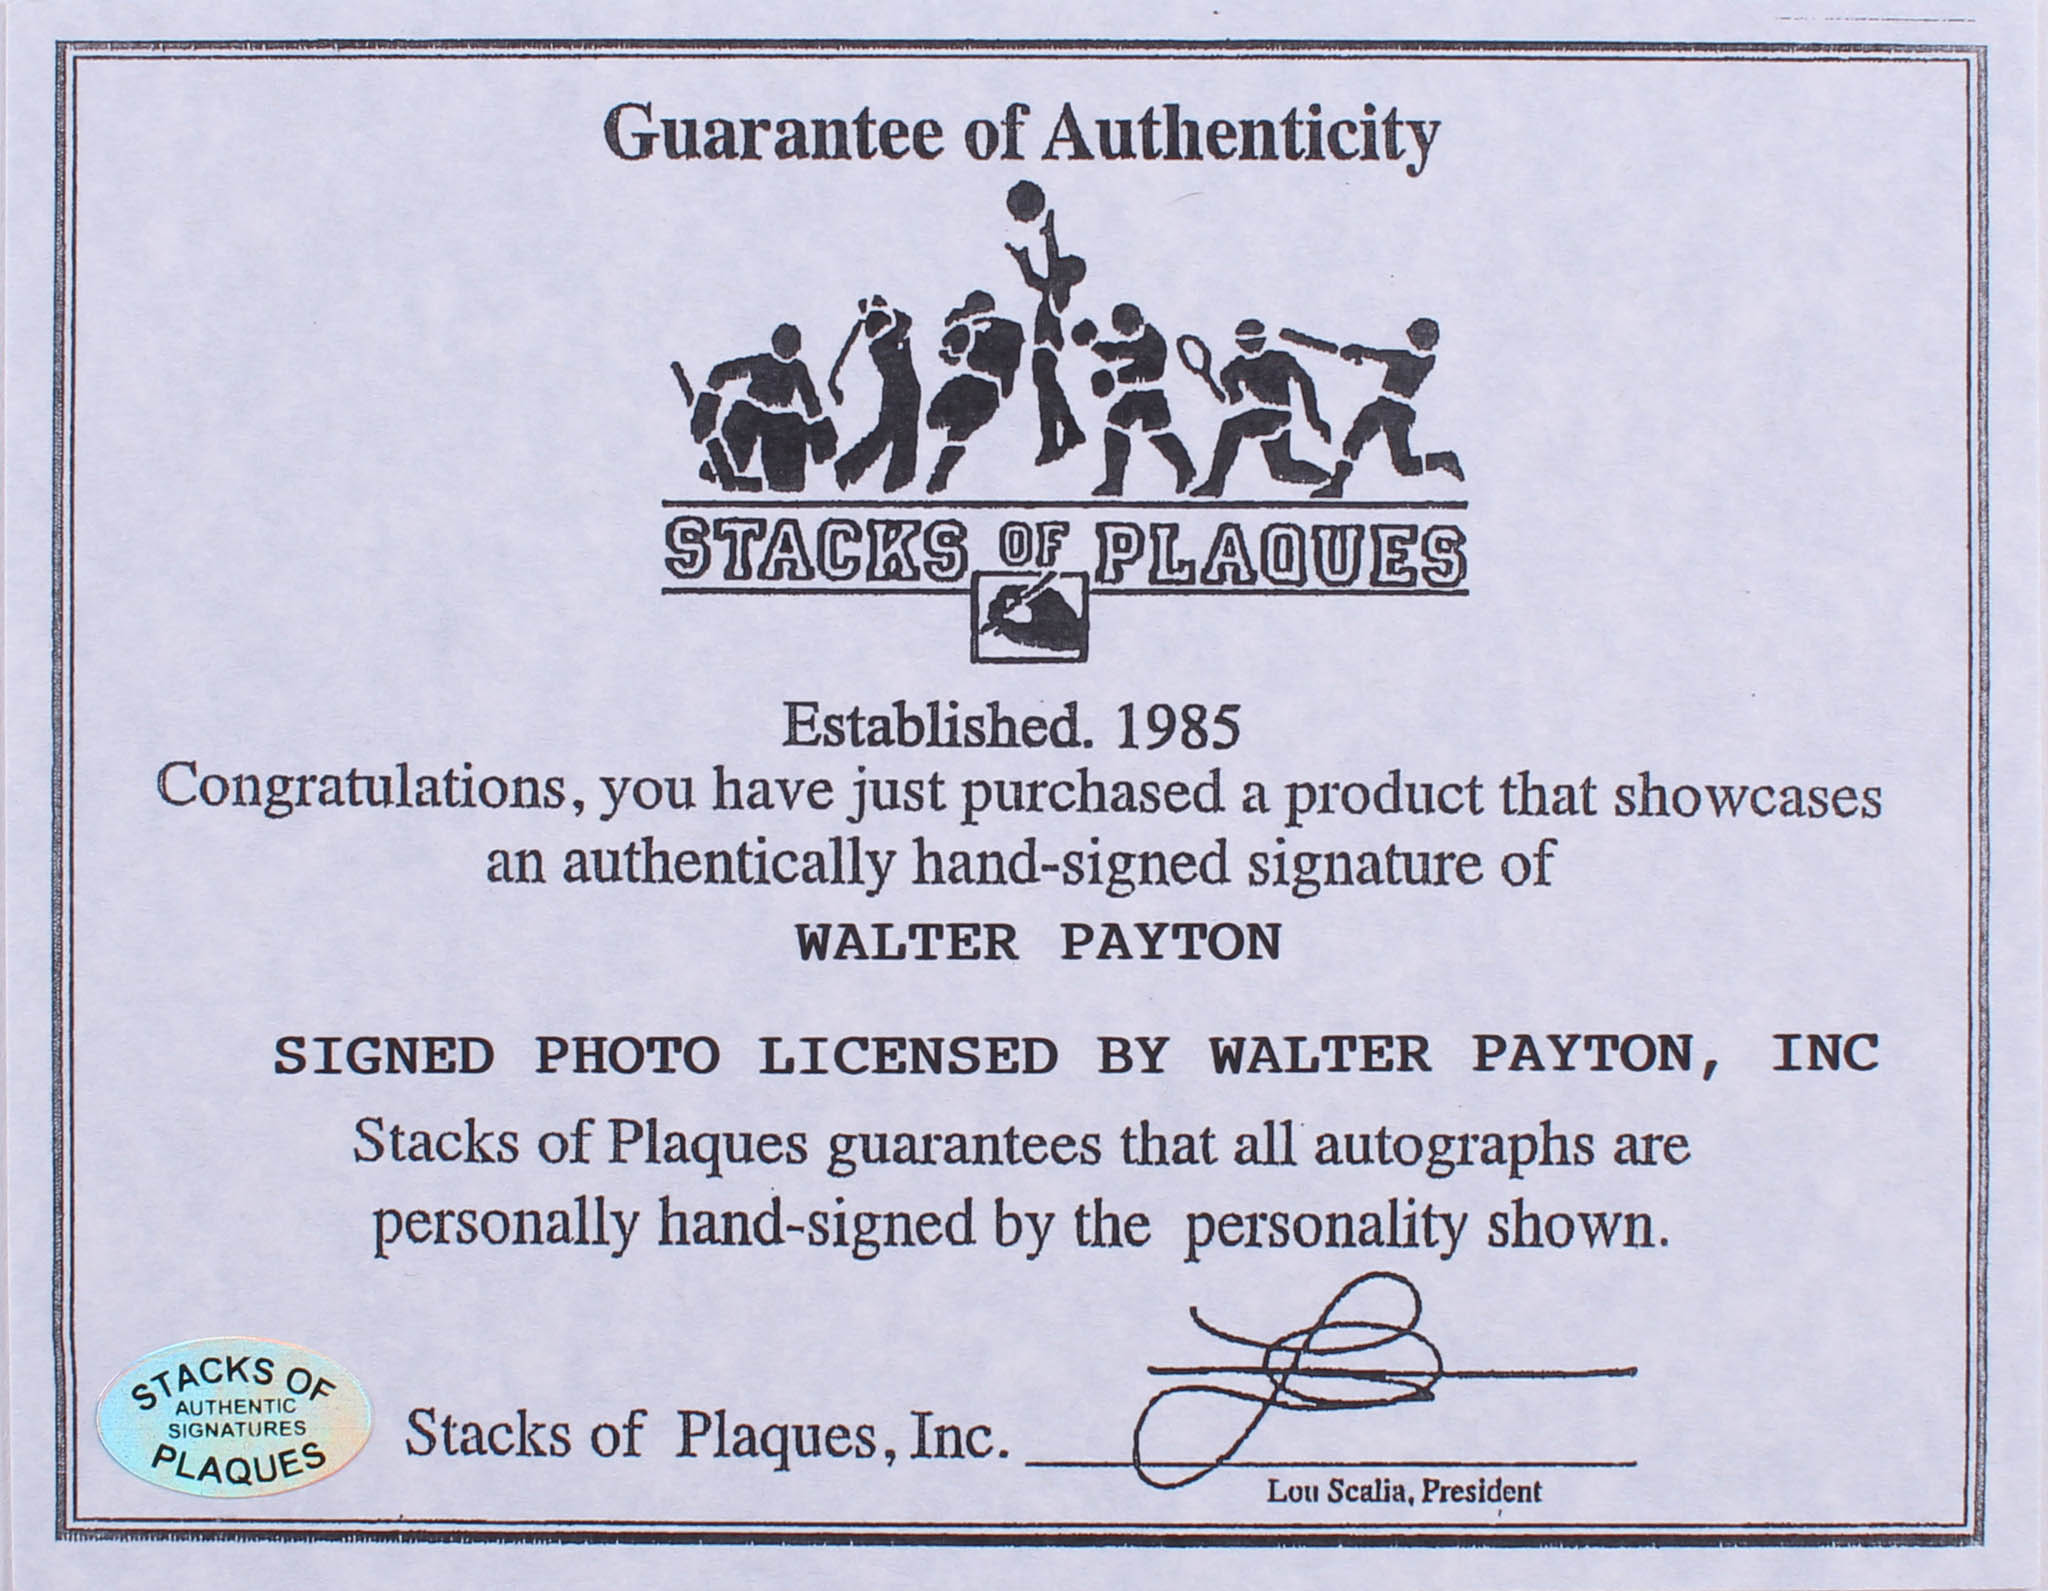 Guarantee of Authenticity
STACKS OF PLAQUES
Established. 1985
Congratulations, you have just purchased a product that showcases
an authentically hand-signed signature of
WALTER PAYTON
SIGNED PHOTO LICENSED BY WALTER PAYTON, INC
Stacks of Plaques guarantees that all autographs are
personally hand-signed by the personality shown.
STACKS OF
AUTHENTIC
SIGNATURES
PLAQUES
Stacks of Plaques, Inc.
Lou Scalia, President